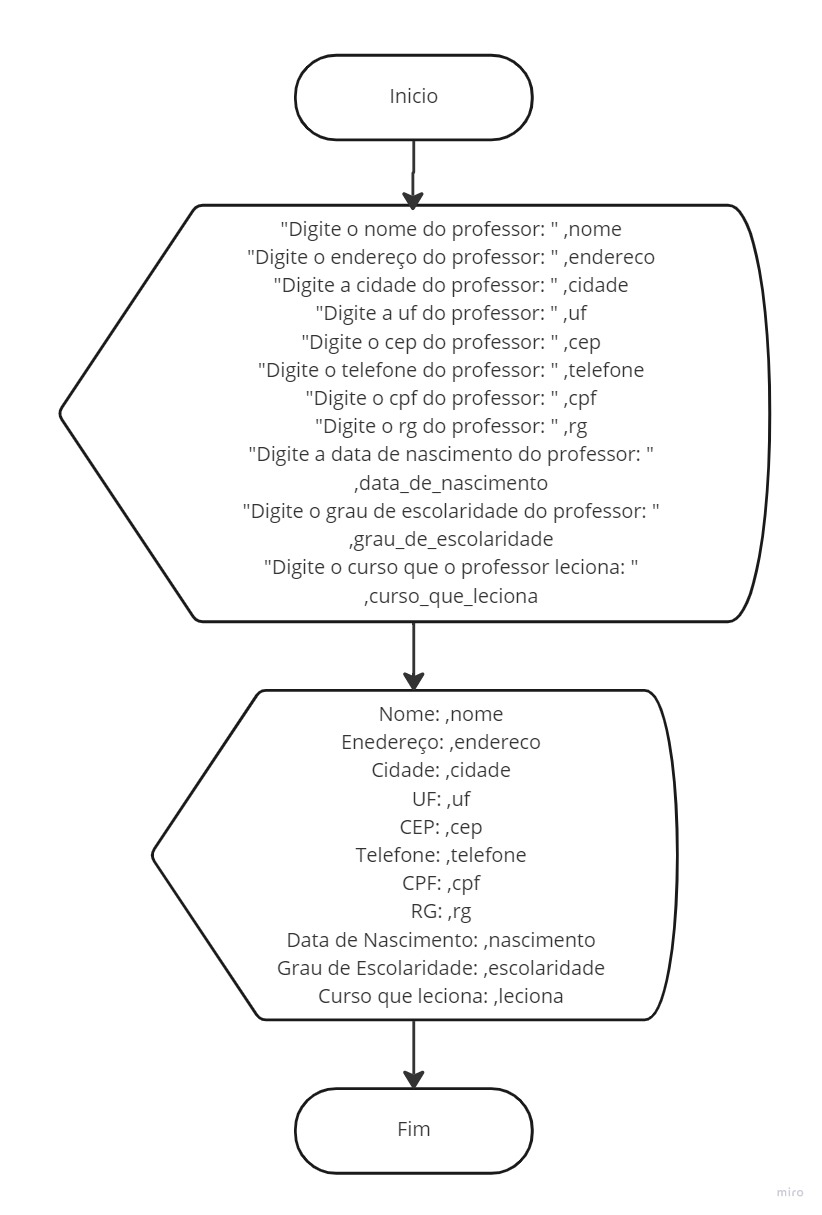 Inicio
"Digite o nome do professor: " ,nome
"Digite o endereço do professor: " ,endereco
"Digite a cidade do professor: " ,cidade
"Digite a uf do professor: " ,uf
"Digite o cep do professor: " ,cep
"Digite o telefone do professor: " ,telefone
"Digite o cpf do professor: " ,cpf
"Digite o rg do professor: " ,rg
"Digite a data de nascimento do professor: "
,data_de_nascimento
"Digite o grau de escolaridade do professor: "
,grau_de_escolaridade
"Digite o curso que o professor leciona: "
,curso_que_leciona
Nome: ,nome
Enedereço: ,endereco
Cidade: ,cidade
UF: ,uf
CEP: ,cep
Telefone: ,telefone
CPF: ,cpf
RG: ,rg
Data de Nascimento: ,nascimento
Grau de Escolaridade: ,escolaridade
Curso que leciona: ,leciona
Fim
miro